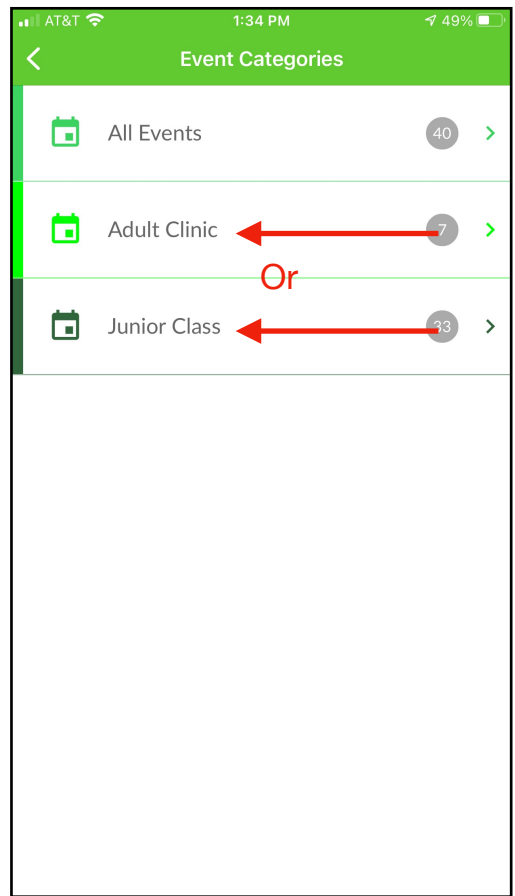 AT&T 1:34 PM 49%
Event Categories
All Events 40
Adult Clinic 7
Or
Junior Class 33